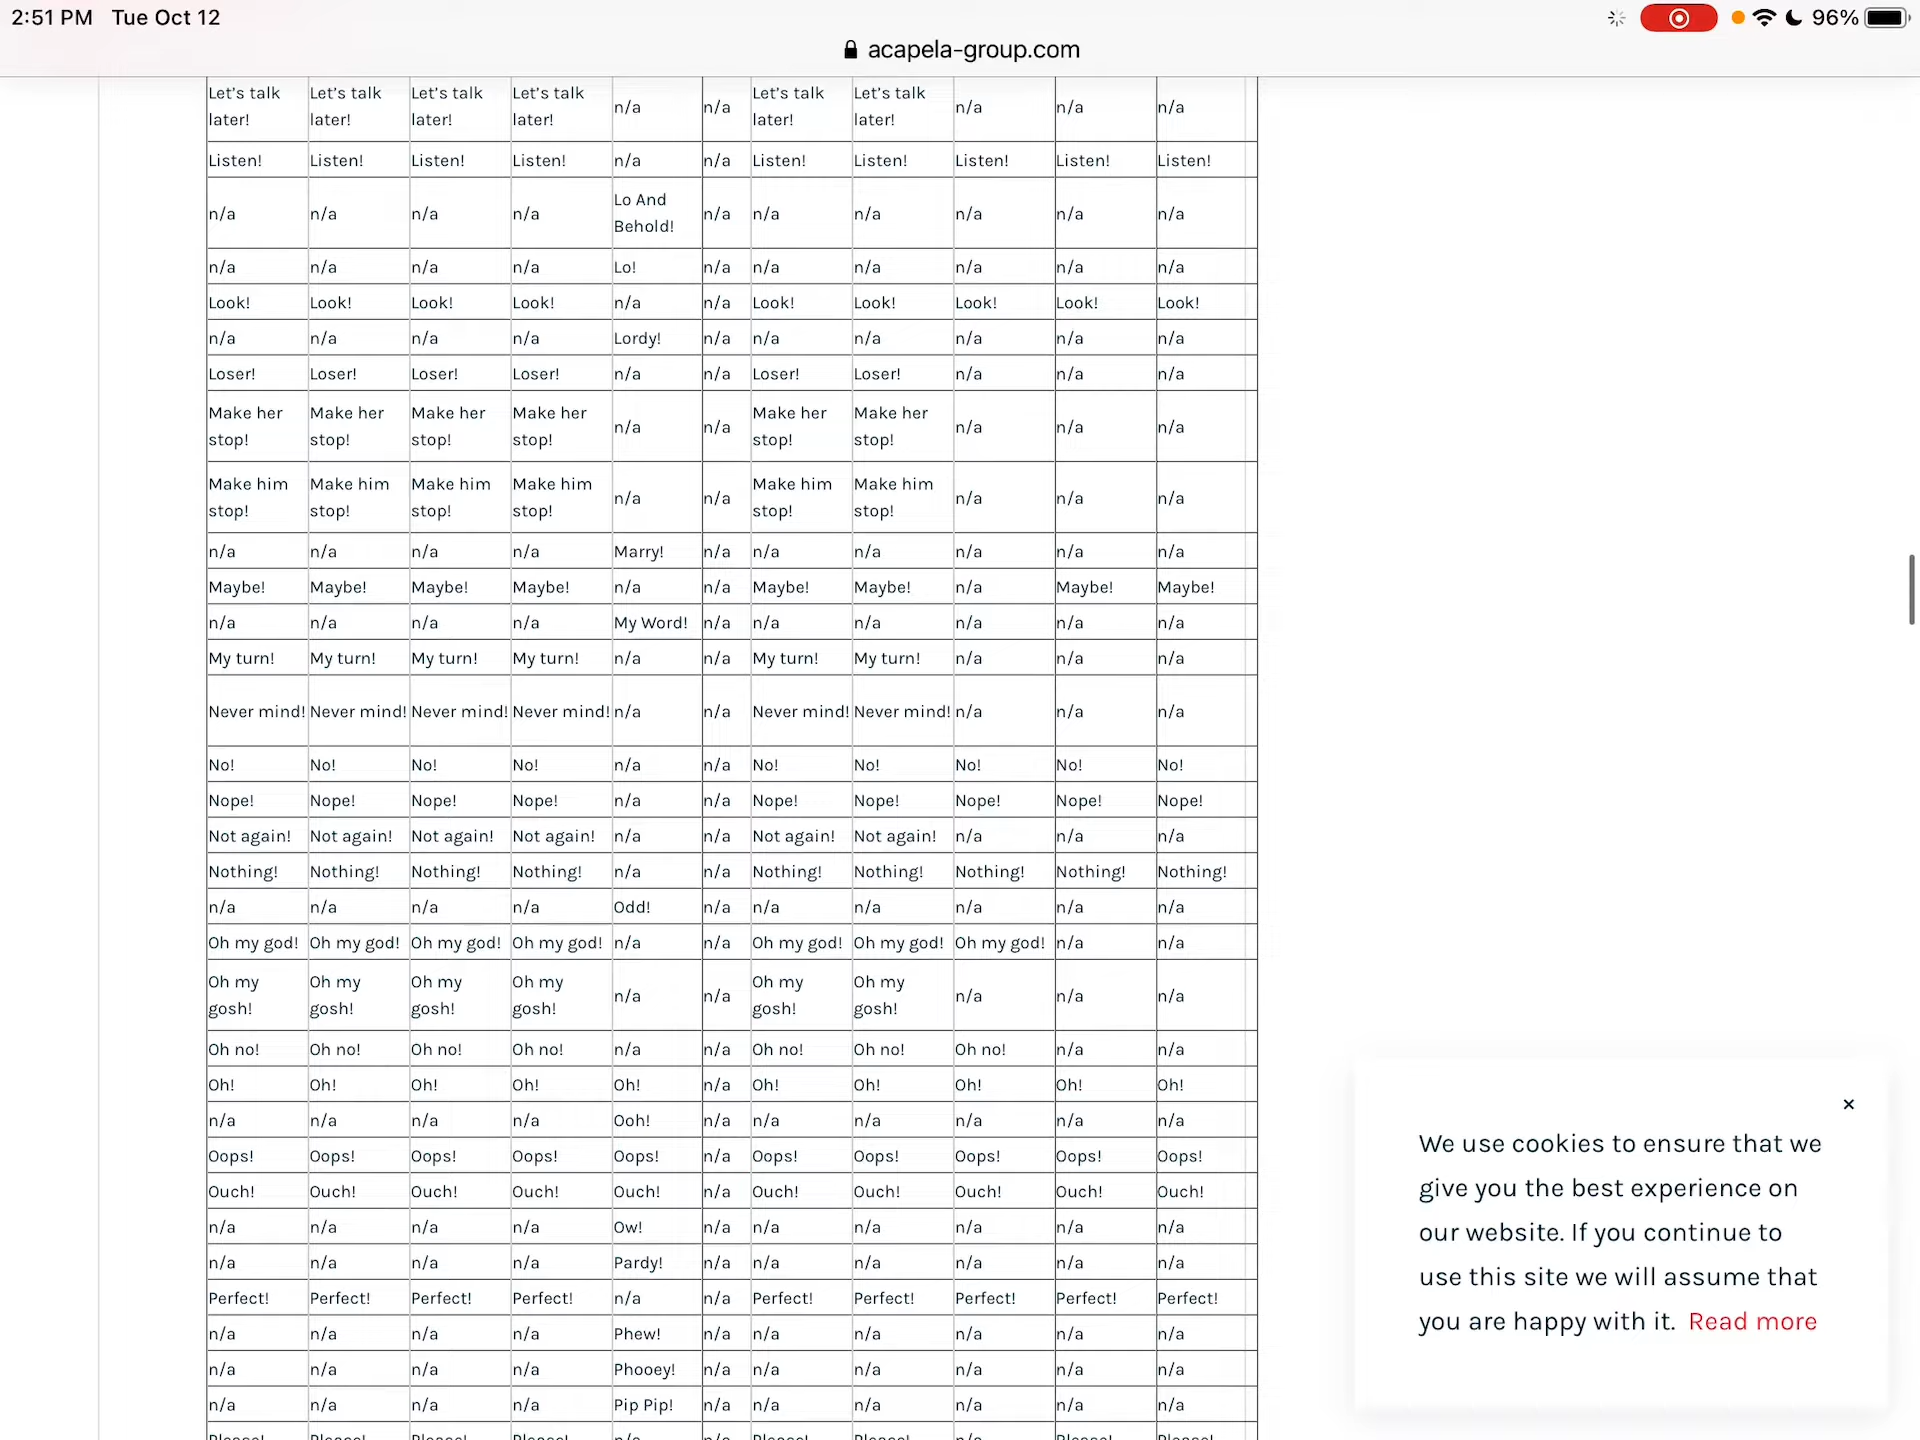 2:51 PM Tue Oct 12
96%
acapela-group.com
Let's talk later! Let's talk later! Let's talk later! Let's talk later! n/a n/a Let's talk later! Let's talk later! n/a n/a n/a
Listen! Listen! Listen! Listen! n/a n/a Listen! Listen! Listen! Listen! Listen!
n/a n/a n/a n/a Lo And Behold! n/a n/a n/a n/a n/a n/a
n/a n/a n/a n/a Lo! n/a n/a n/a n/a n/a n/a
Look! Look! Look! Look! n/a n/a Look! Look! Look! Look! Look!
n/a n/a n/a n/a Lordy! n/a n/a n/a n/a n/a n/a
Loser! Loser! Loser! Loser! n/a n/a Loser! Loser! n/a n/a n/a
Make her stop! Make her stop! Make her stop! Make her stop! n/a n/a Make her stop! Make her stop! n/a n/a n/a
Make him stop! Make him stop! Make him stop! Make him stop! n/a n/a Make him stop! Make him stop! n/a n/a n/a
n/a n/a n/a n/a Marry! n/a n/a n/a n/a n/a n/a
Maybe! Maybe! Maybe! Maybe! n/a n/a Maybe! Maybe! n/a Maybe! Maybe!
n/a n/a n/a n/a My Word! n/a n/a n/a n/a n/a n/a
My turn! My turn! My turn! My turn! n/a n/a My turn! My turn! n/a n/a n/a
Never mind! Never mind! Never mind! Never mind! n/a n/a Never mind! Never mind! n/a n/a n/a
No! No! No! No! n/a n/a No! No! No! No! No!
Nope! Nope! Nope! Nope! n/a n/a Nope! Nope! Nope! Nope! Nope!
Not again! Not again! Not again! Not again! n/a n/a Not again! Not again! n/a n/a n/a
Nothing! Nothing! Nothing! Nothing! n/a n/a Nothing! Nothing! Nothing! Nothing! Nothing!
n/a n/a n/a n/a Odd! n/a n/a n/a n/a n/a n/a
Oh my god! Oh my god! Oh my god! Oh my god! n/a n/a Oh my god! Oh my god! Oh my god! n/a n/a
Oh my gosh! Oh my gosh! Oh my gosh! Oh my gosh! n/a n/a Oh my gosh! Oh my gosh! n/a n/a n/a
Oh no! Oh no! Oh no! Oh no! n/a n/a Oh no! Oh no! Oh no! n/a n/a
Oh! Oh! Oh! Oh! Oh! n/a Oh! Oh! Oh! Oh! Oh!
n/a n/a n/a n/a Ooh! n/a n/a n/a n/a n/a n/a
Oops! Oops! Oops! Oops! Oops! n/a Oops! Oops! Oops! Oops! Oops!
Ouch! Ouch! Ouch! Ouch! Ouch! n/a Ouch! Ouch! Ouch! Ouch! Ouch!
n/a n/a n/a n/a Ow! n/a n/a n/a n/a n/a n/a
n/a n/a n/a n/a Pardy! n/a n/a n/a n/a n/a n/a
Perfect! Perfect! Perfect! Perfect! n/a n/a Perfect! Perfect! Perfect! Perfect! Perfect!
n/a n/a n/a n/a Phew! n/a n/a n/a n/a n/a n/a
n/a n/a n/a n/a Phooey! n/a n/a n/a n/a n/a n/a
n/a n/a n/a n/a Pip Pip! n/a n/a n/a n/a n/a n/a
Please! Please! Please! Please! n/a n/a Please! Please! n/a Please! Please!
×
We use cookies to ensure that we
give you the best experience on
our website. If you continue to
use this site we will assume that
you are happy with it. Read more